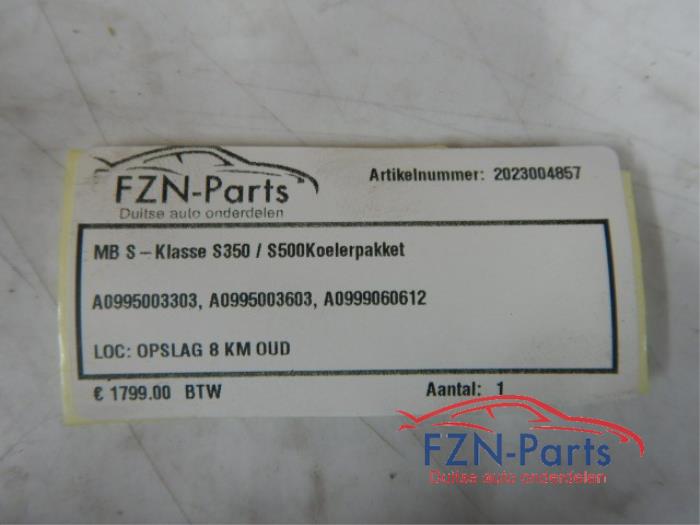 FZN-Parts
Duitse auto onderdelen
Artikelnummer: 2023004857
MB S – Klasse S350 / S500Koelerpakket
A0995003303, A0995003603, A0999060612
LOC: OPSLAG 8 KM OUD
€ 1799.00 BTW
Aantal: 1
FZN-Parts
Duitse auto onderdelen